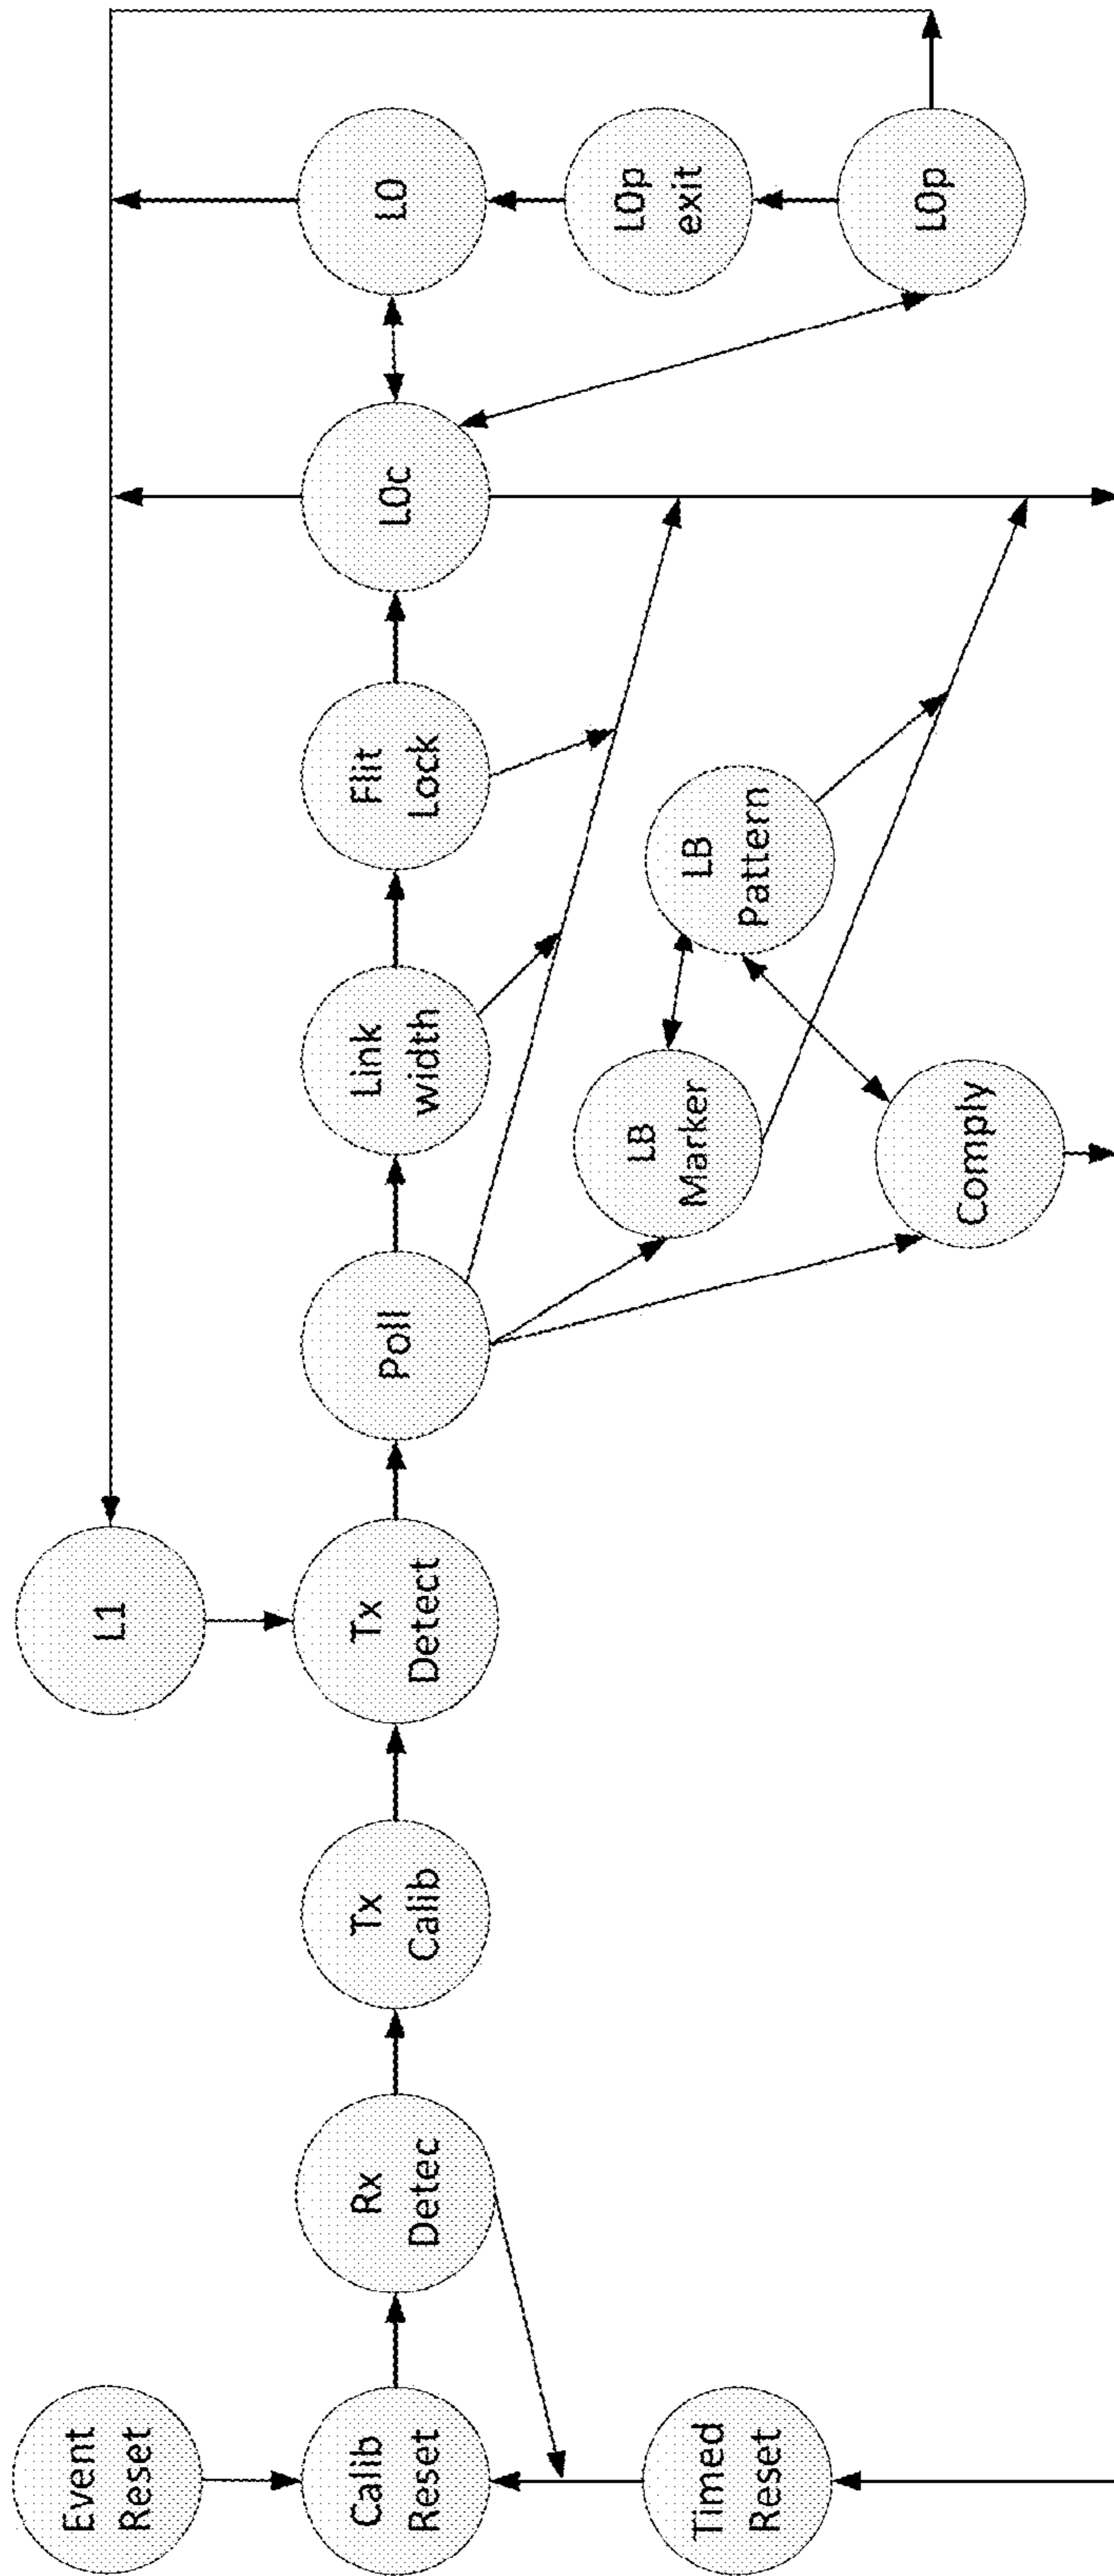 Event
Reset
L1
Calib
Reset
Rx
Detec
Tx
Calib
Tx
Detect
Poll
Link
width
Flit
Lock
L0c
L0
L0p
exit
LB
Marker
LB
Pattern
Timed
Reset
Comply
L0p